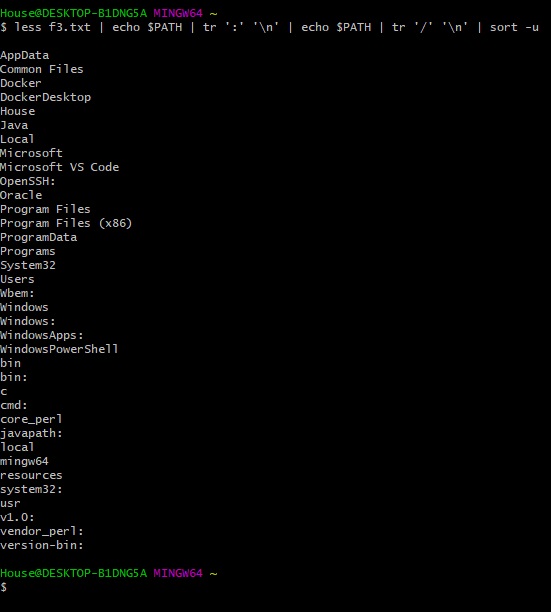 House@DESKTOP-B1DNG5A MINGW64 ~
$ less f3.txt | echo $PATH | tr ':' '\n' | echo $PATH | tr '/' '\n' | sort -u

AppData
Common Files
Docker
DockerDesktop
House
Java
Local
Microsoft
Microsoft VS Code
OpenSSH:
Oracle
Program Files
Program Files (x86)
ProgramData
Programs
System32
Users
Wbem:
Windows
Windows:
WindowsApps:
WindowsPowerShell
bin
bin:
c
cmd:
core_perl
javapath:
local
mingw64
resources
system32:
usr
v1.0:
vendor_perl:
version-bin:

House@DESKTOP-B1DNG5A MINGW64 ~
$